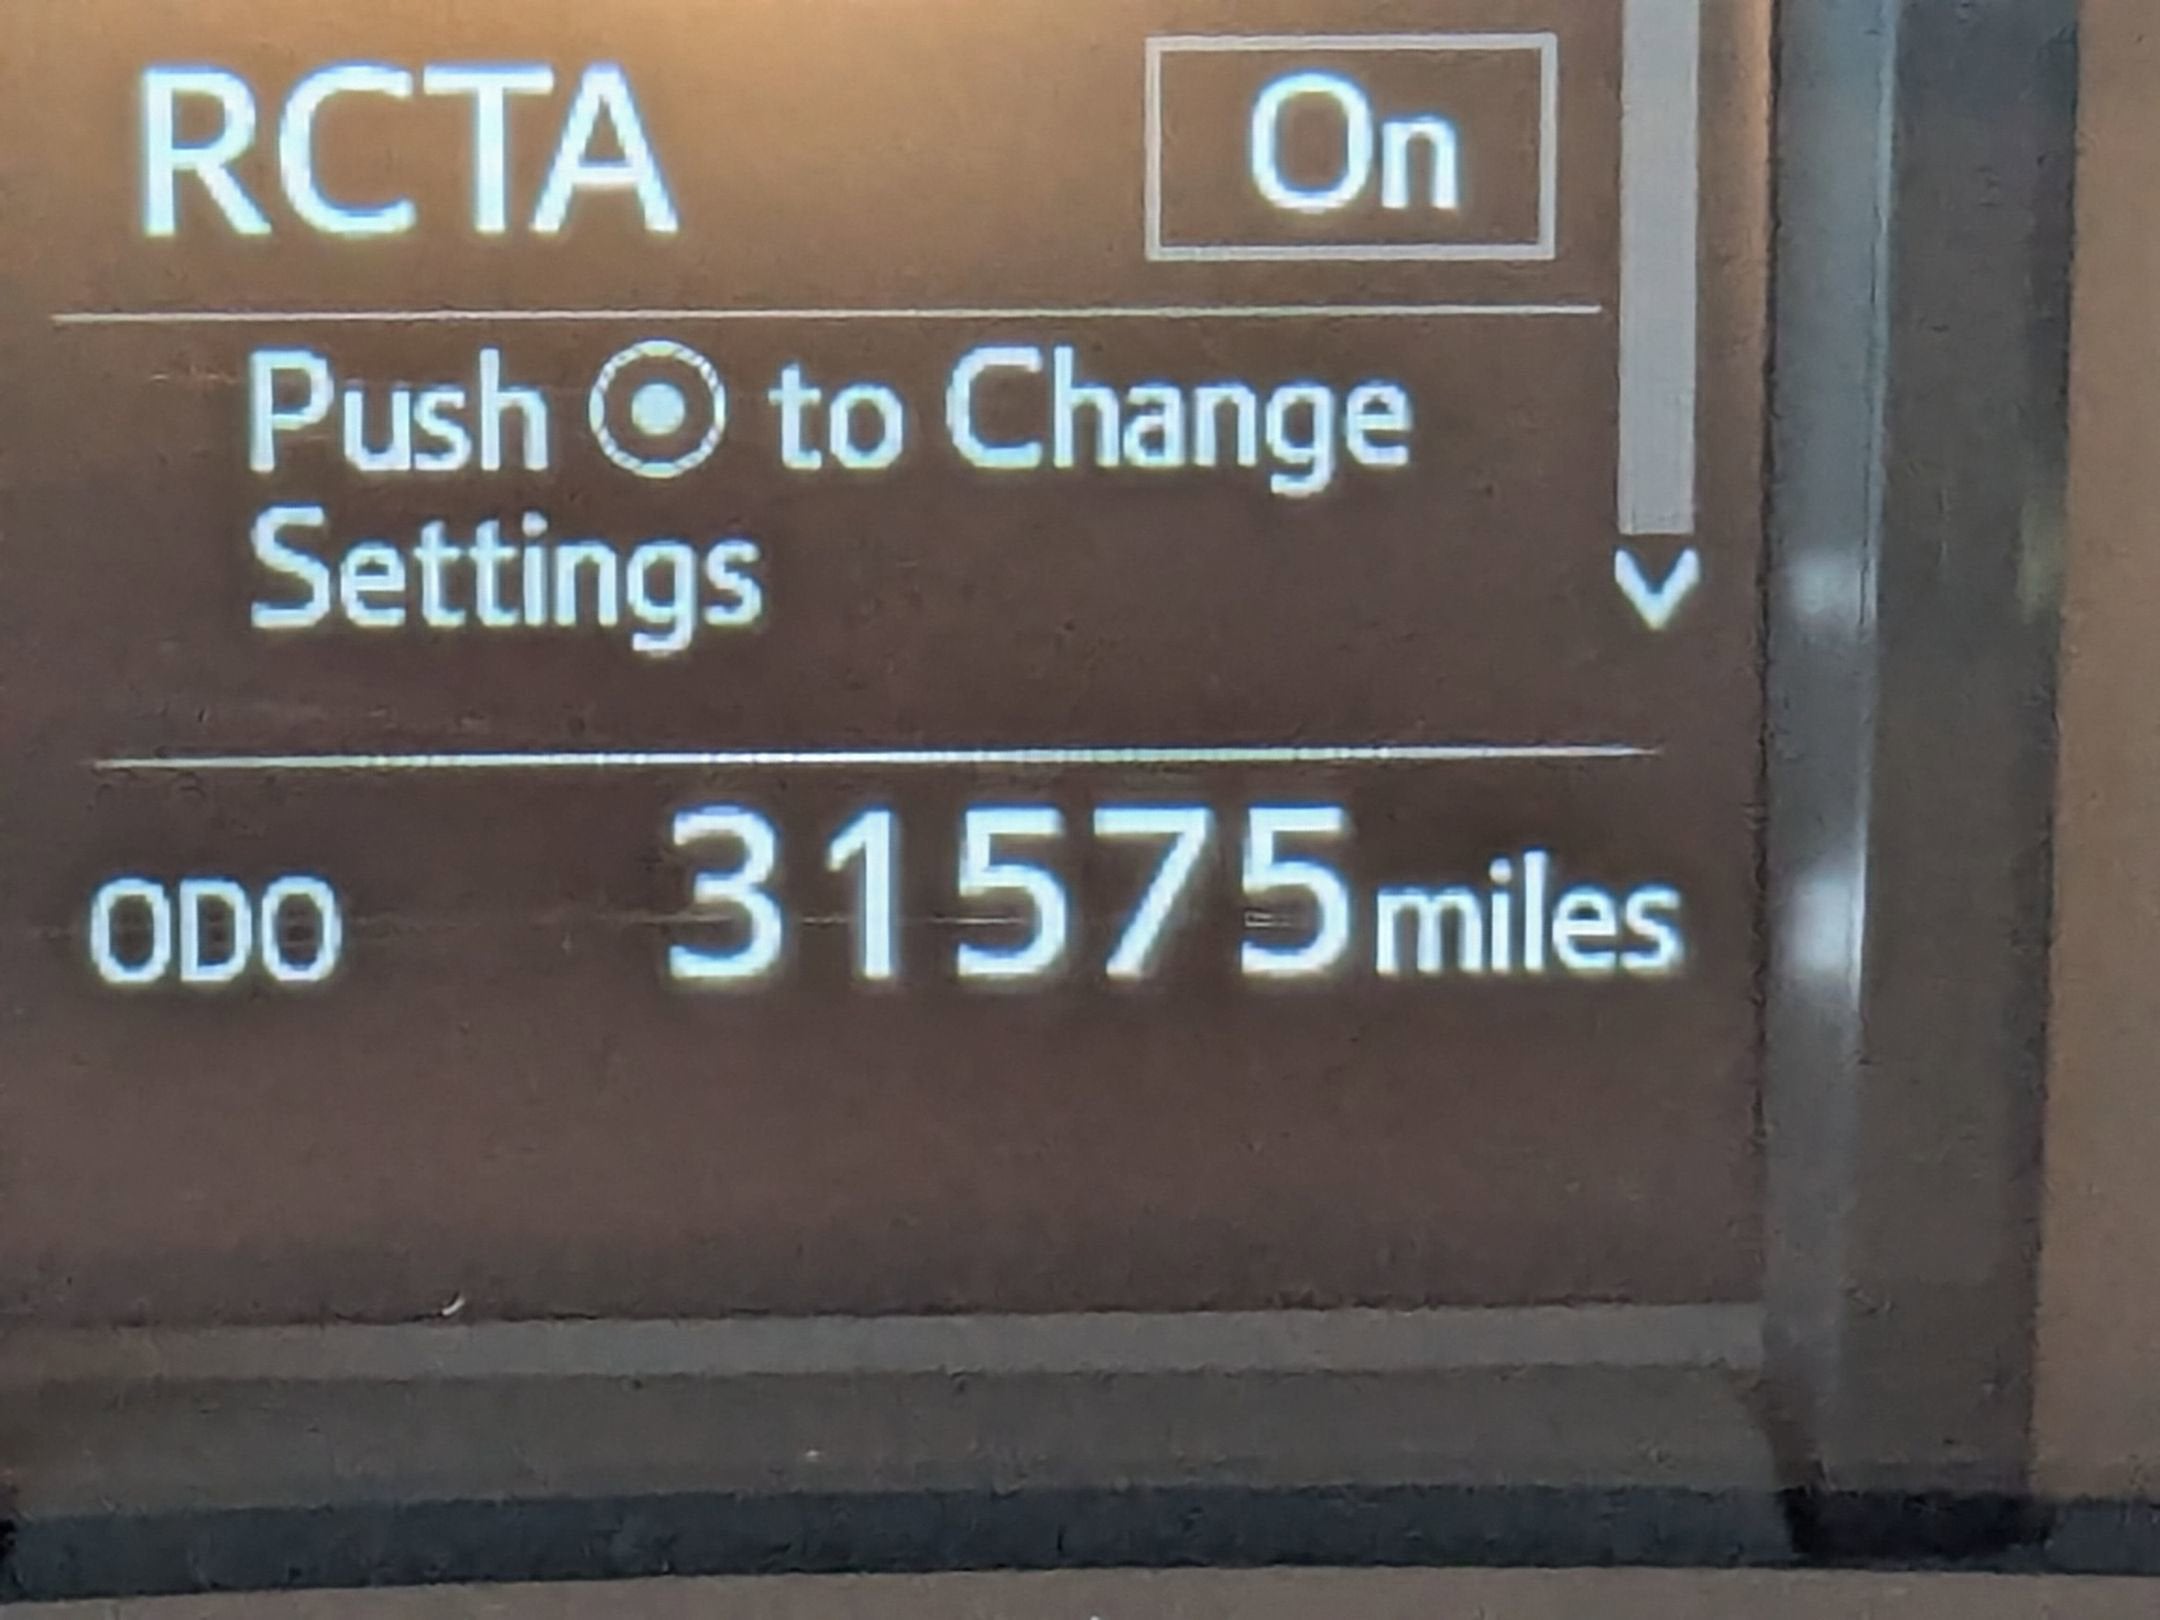 RCTA On
Push to Change
Settings
ODO 31575 miles